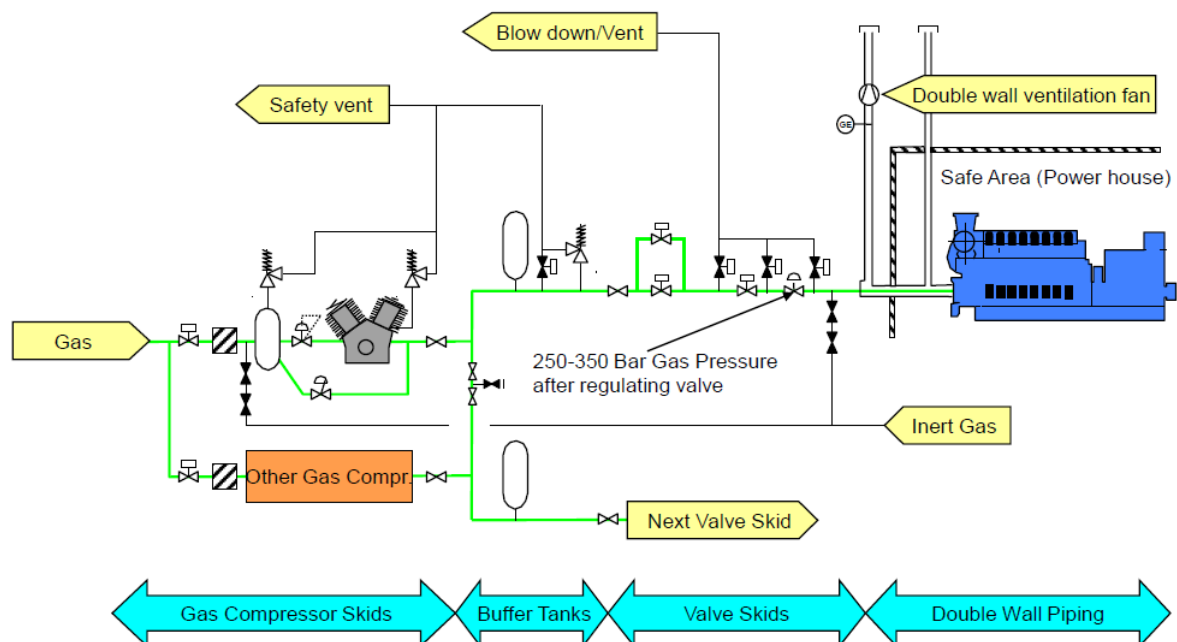 Blow down/Vent
Safety vent
Double wall ventilation fan
GE
Safe Area (Power house)
Gas
250-350 Bar Gas Pressure
after regulating valve
Inert Gas
Other Gas Compr.
Next Valve Skid
Gas Compressor Skids
Buffer Tanks
Valve Skids
Double Wall Piping